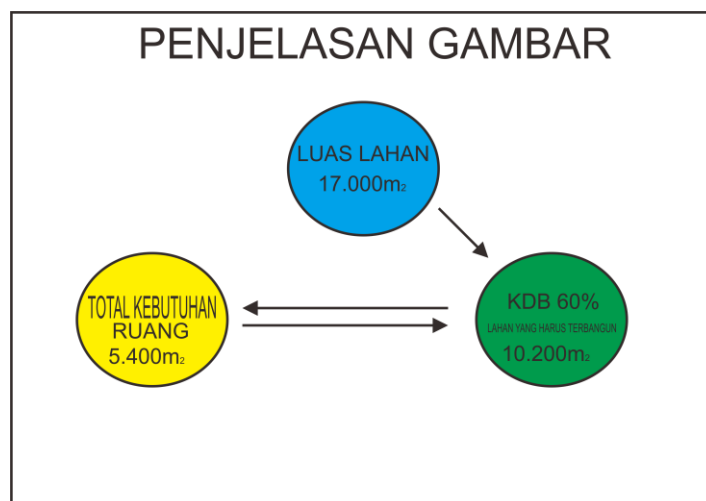 PENJELASAN GAMBAR
LUAS LAHAN
17.000m2
TOTAL KEBUTUHAN
RUANG
5.400m2
KDB 60%
LAHAN YANG HARUS TERBANGUN
10.200m2